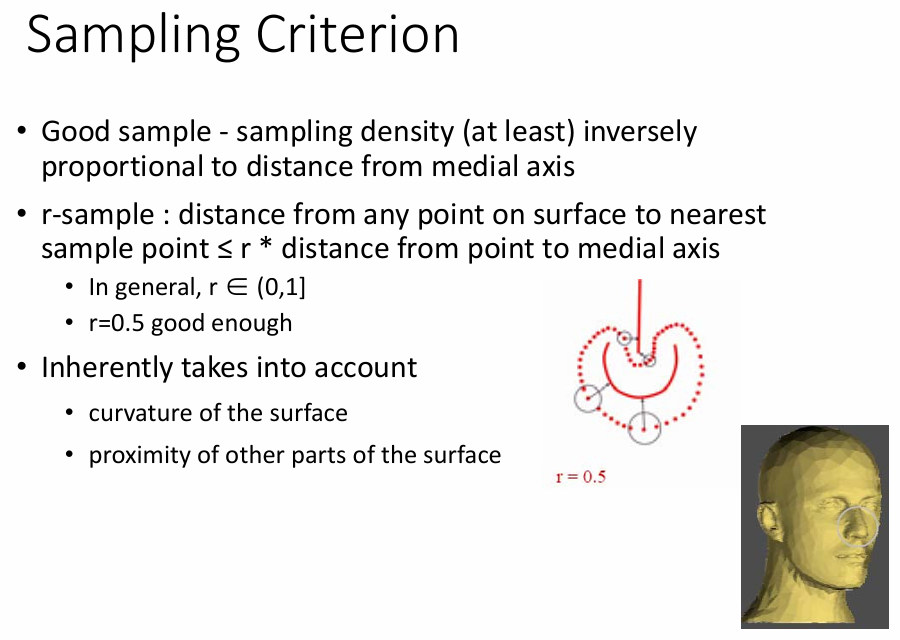 Sampling Criterion
• Good sample - sampling density (at least) inversely
proportional to distance from medial axis
• r-sample : distance from any point on surface to nearest
sample point ≤ r * distance from point to medial axis
• In general, r ∈ (0,1]
• r=0.5 good enough
• Inherently takes into account
• curvature of the surface
• proximity of other parts of the surface
r = 0.5